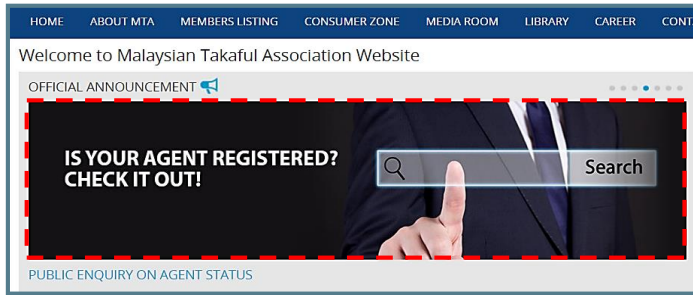 HOME ABOUT MTA MEMBERS LISTING CONSUMER ZONE MEDIA ROOM LIBRARY CAREER
Welcome to Malaysian Takaful Association Website
OFFICIAL ANNOUNCEMENT
IS YOUR AGENT REGISTERED?
CHECK IT OUT!
Search
PUBLIC ENQUIRY ON AGENT STATUS